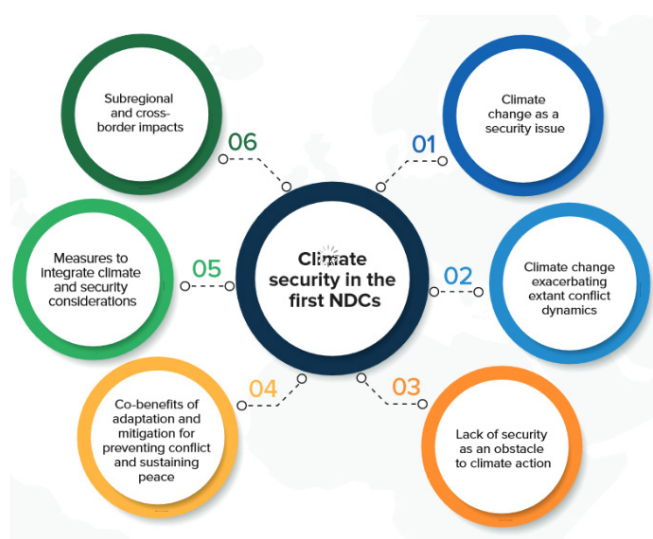 Climate
security in the
first NDCs
01
Climate
change as a
security issue
02
Climate change
exacerbating
extant conflict
dynamics
03
Lack of security
as an obstacle
to climate action
04
Co-benefits of
adaptation and
mitigation for
preventing conflict
and sustaining
peace
05
Measures to
integrate climate
and security
considerations
06
Subregional
and cross-
border impacts